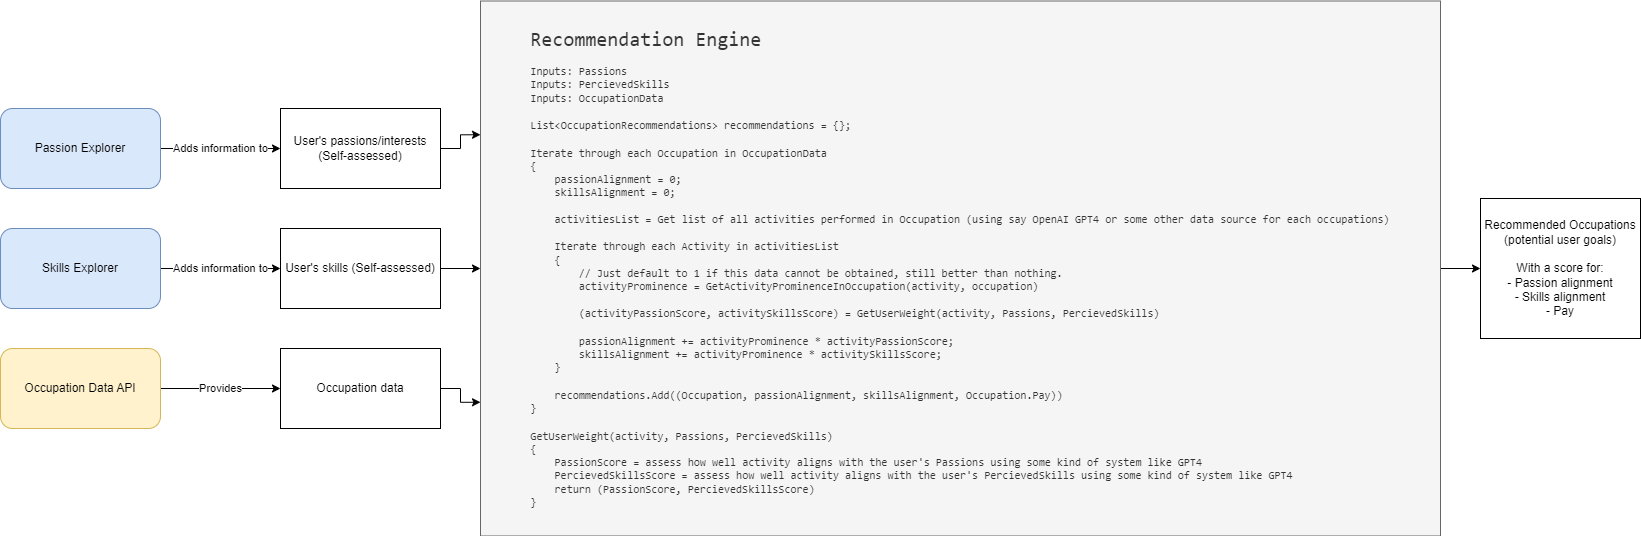 Passion Explorer
Adds information to
User's passions/interests
(Self-assessed)
Skills Explorer
Adds information to
User's skills (Self-assessed)
Occupation Data API
Provides
Occupation data
Recommendation Engine
Inputs: Passions
Inputs: PercievedSkills
Inputs: OccupationData
List<OccupationRecommendations> recommendations = {};
Iterate through each Occupation in OccupationData
{
passionAlignment = 0;
skillsAlignment = 0;
activitiesList = Get list of all activities performed in Occupation (using say OpenAI GPT4 or some other data source for each occupations)
Iterate through each Activity in activitiesList
{
// Just default to 1 if this data cannot be obtained, still better than nothing.
activityProminence = GetActivityProminenceInOccupation(activity, occupation)
(activityPassionScore, activitySkillsScore) = GetUserWeight(activity, Passions, PercievedSkills)
passionAlignment += activityProminence * activityPassionScore;
skillsAlignment += activityProminence * activitySkillsScore;
}
recommendations.Add((Occupation, passionAlignment, skillsAlignment, Occupation.Pay))
}
GetUserWeight(activity, Passions, PercievedSkills)
{
PassionScore = assess how well activity aligns with the user's Passions using some kind of system like GPT4
PercievedSkillsScore = assess how well activity aligns with the user's PercievedSkills using some kind of system like GPT4
return (PassionScore, PercievedSkillsScore)
}
Recommended Occupations
(potential user goals)
With a score for:
- Passion alignment
- Skills alignment
- Pay